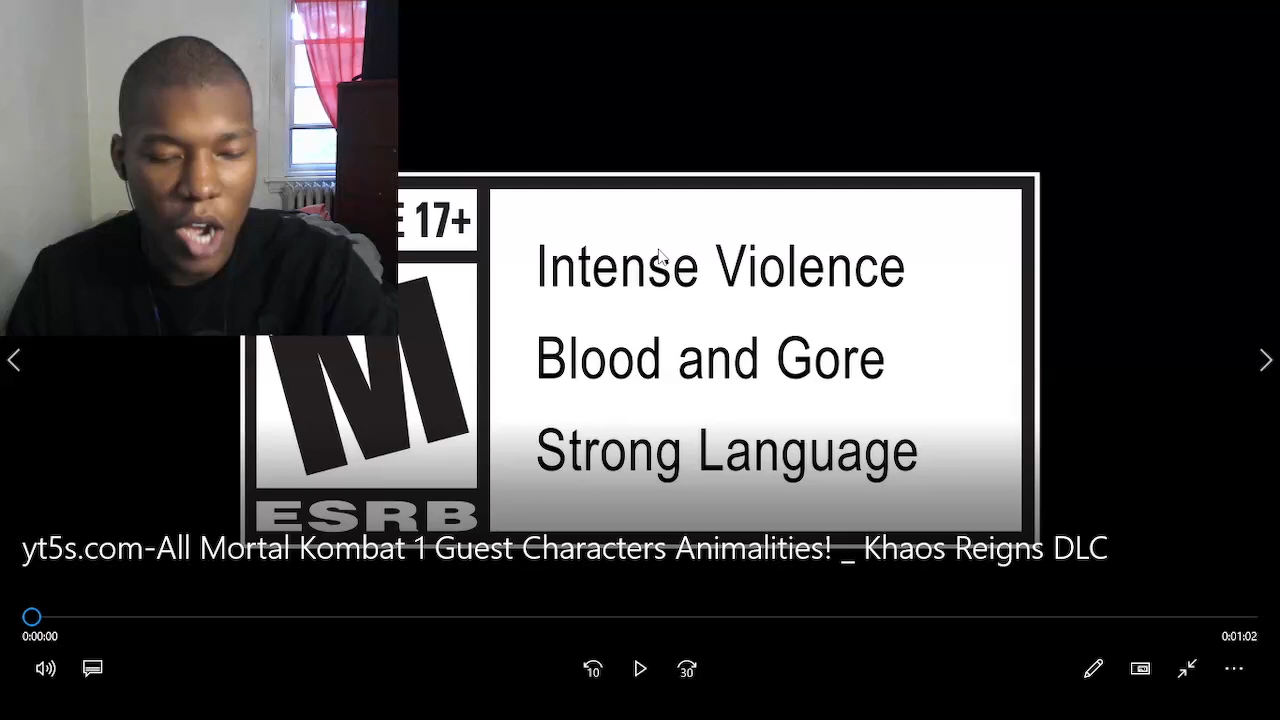 E 17+
Intense Violence
M
Blood and Gore
Strong Language
ESRB
yt5s.com-All Mortal Kombat 1 Guest Characters Animalities! _ Khaos Reigns DLC
0:00:00
0:01:02
10
30